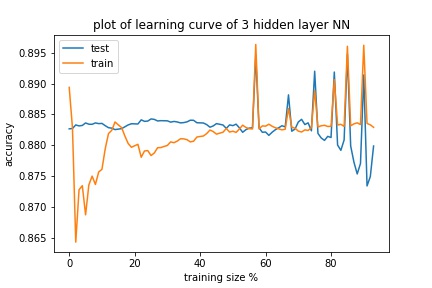 plot of learning curve of 3 hidden layer NN
test
train
0.895
0.890
0.885
0.880
0.875
0.870
0.865
accuracy
0 20 40 60 80
training size %